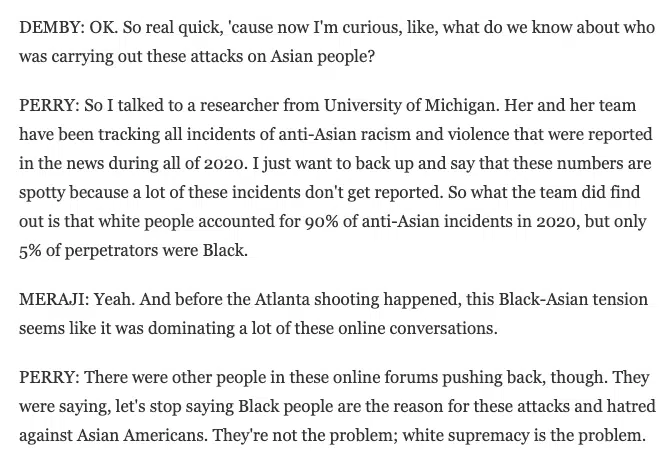 DEMBY: OK. So real quick, 'cause now I'm curious, like, what do we know about who
was carrying out these attacks on Asian people?
PERRY: So I talked to a researcher from University of Michigan. Her and her team
have been tracking all incidents of anti-Asian racism and violence that were reported
in the news during all of 2020. I just want to back up and say that these numbers are
spotty because a lot of these incidents don't get reported. So what the team did find
out is that white people accounted for 90% of anti-Asian incidents in 2020, but only
5% of perpetrators were Black.
MERAJI: Yeah. And before the Atlanta shooting happened, this Black-Asian tension
seems like it was dominating a lot of these online conversations.
PERRY: There were other people in these online forums pushing back, though. They
were saying, let's stop saying Black people are the reason for these attacks and hatred
against Asian Americans. They're not the problem; white supremacy is the problem.